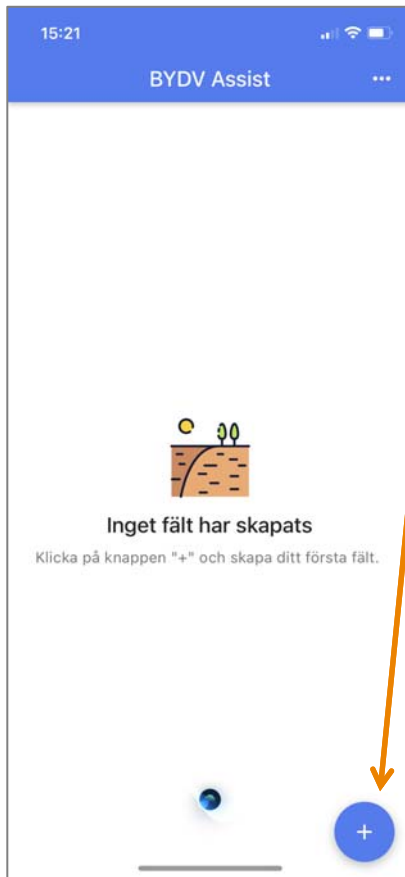 15:21
BYDV Assist
Inget fält har skapats
Klicka på knappen "+" och skapa ditt första fält.
+